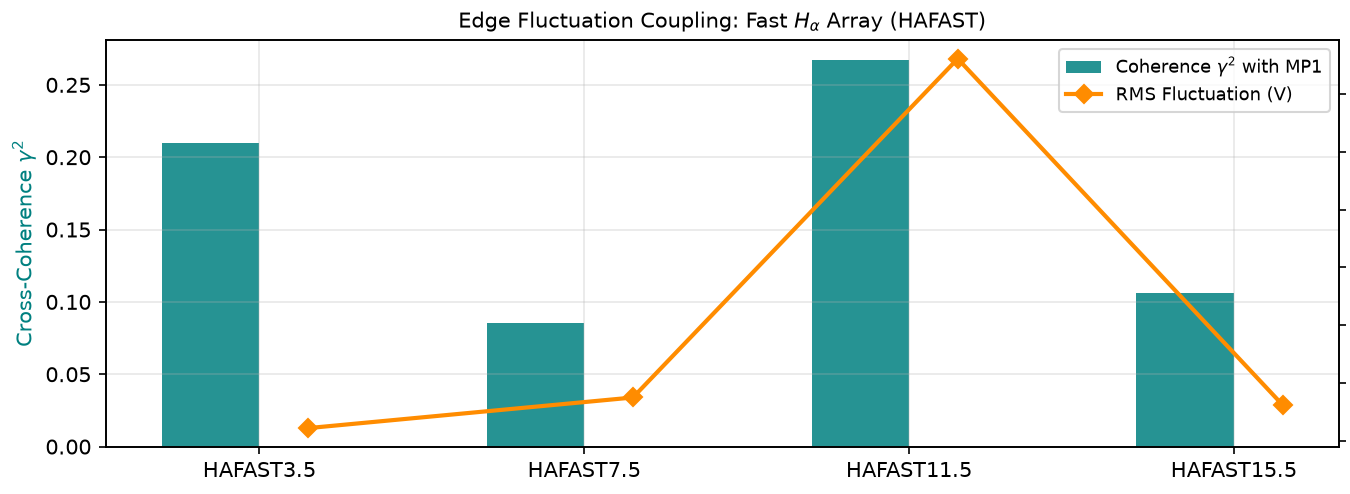 Edge Fluctuation Coupling: Fast Hα Array (HAFAST)
Coherence γ² with MP1
RMS Fluctuation (V)
Cross-Coherence γ²
0.25
0.20
0.15
0.10
0.05
0.00
HAFAST3.5 HAFAST7.5 HAFAST11.5 HAFAST15.5